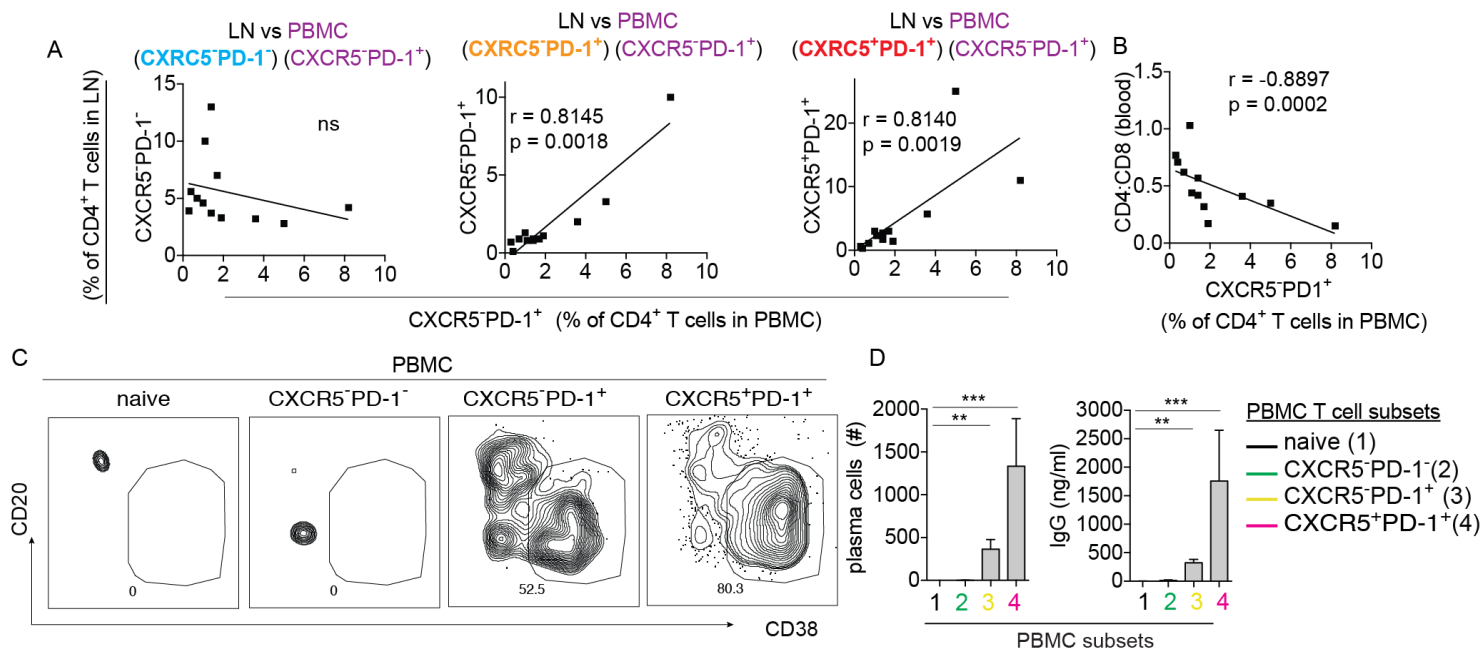 A
LN vs PBMC
(CXRC5⁻PD-1⁻) (CXCR5⁻PD-1⁺)
LN vs PBMC
(CXRC5⁻PD-1⁺) (CXCR5⁻PD-1⁺)
LN vs PBMC
(CXRC5⁺PD-1⁺) (CXCR5⁻PD-1⁺)
(% of CD4⁺ T cells in LN)
CXCR5⁻PD-1⁻
15
10
5
0
ns
0 2 4 6 8 10
CXCR5⁻PD-1⁺
10
5
0
r = 0.8145
p = 0.0018
0 2 4 6 8 10
CXCR5⁺PD-1⁺
20
10
0
r = 0.8140
p = 0.0019
0 2 4 6 8 10
CXCR5⁻PD-1⁺ (% of CD4⁺ T cells in PBMC)
B
CD4:CD8 (blood)
1.5
1.0
0.5
0.0
r = -0.8897
p = 0.0002
0 2 4 6 8 10
CXCR5⁻PD1⁺
(% of CD4⁺ T cells in PBMC)
C
PBMC
naive
CXCR5⁻PD-1⁻
CXCR5⁻PD-1⁺
CXCR5⁺PD-1⁺
0
0
52.5
80.3
CD20
CD38
D
plasma cells (#)
2000
1500
1000
500
0
**
***
1 2 3 4
IgG (ng/ml)
3000
2500
2000
1500
1000
500
0
**
***
1 2 3 4
PBMC subsets
PBMC T cell subsets
naive (1)
CXCR5⁻PD-1⁻(2)
CXCR5⁻PD-1⁺ (3)
CXCR5⁺PD-1⁺(4)